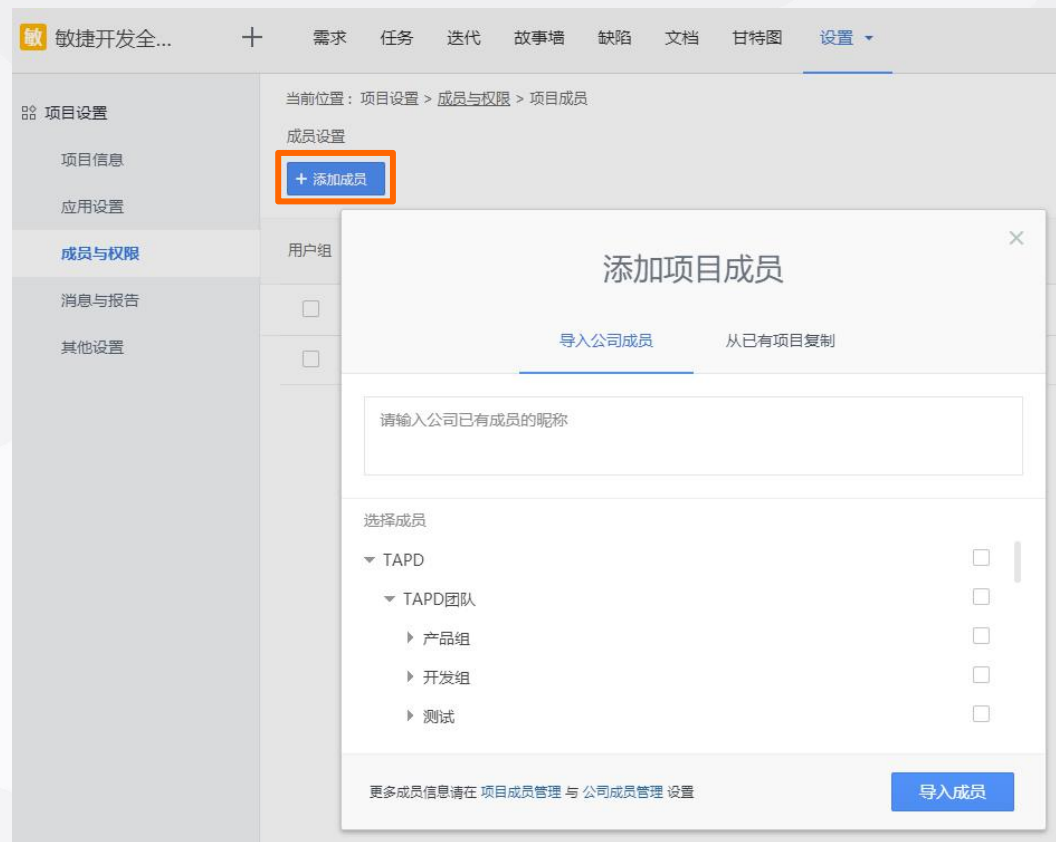 敏 敏捷开发全... 需求 任务 迭代 故事墙 缺陷 文档 甘特图 设置
项目设置
项目信息
应用设置
成员与权限
消息与报告
其他设置
当前位置：项目设置 > 成员与权限 > 项目成员
成员设置
+ 添加成员
用户组
添加项目成员
导入公司成员 从已有项目复制
请输入公司已有成员的昵称
选择成员
TAPD
TAPD团队
产品组
开发组
测试
更多成员信息请在 项目成员管理 与 公司成员管理 设置
导入成员